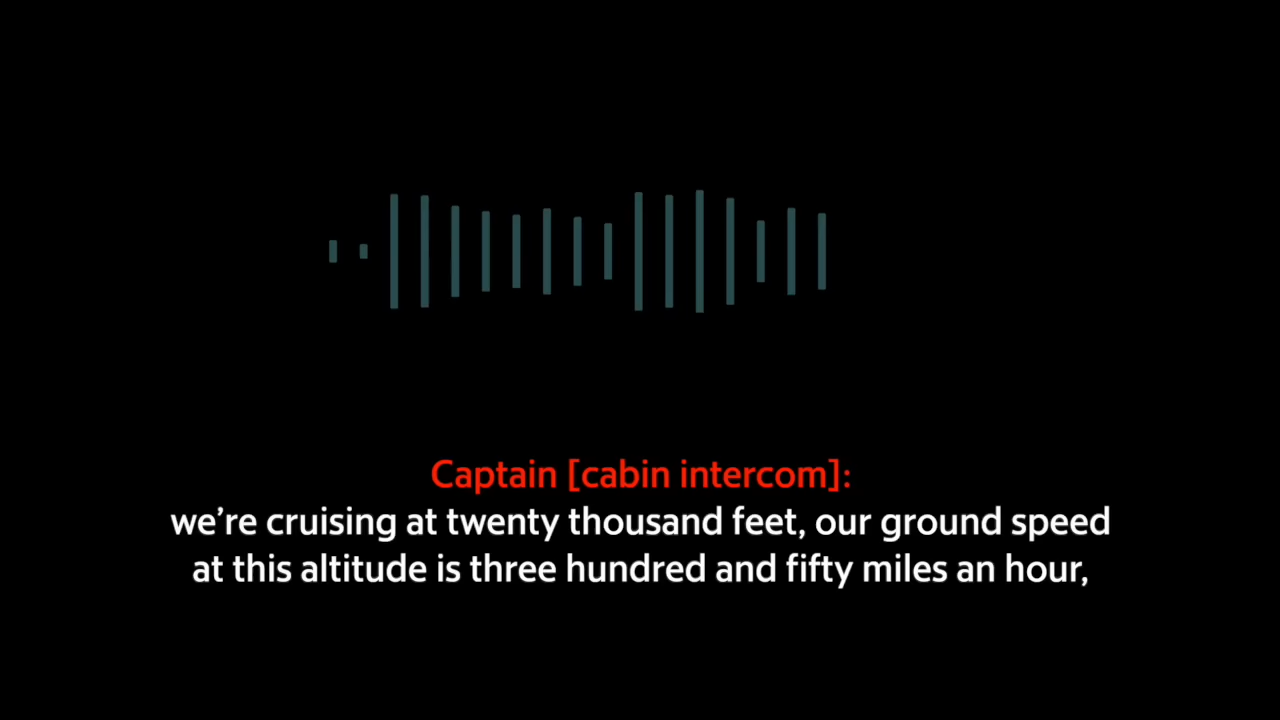 Captain [cabin intercom]:
we’re cruising at twenty thousand feet, our ground speed
at this altitude is three hundred and fifty miles an hour,